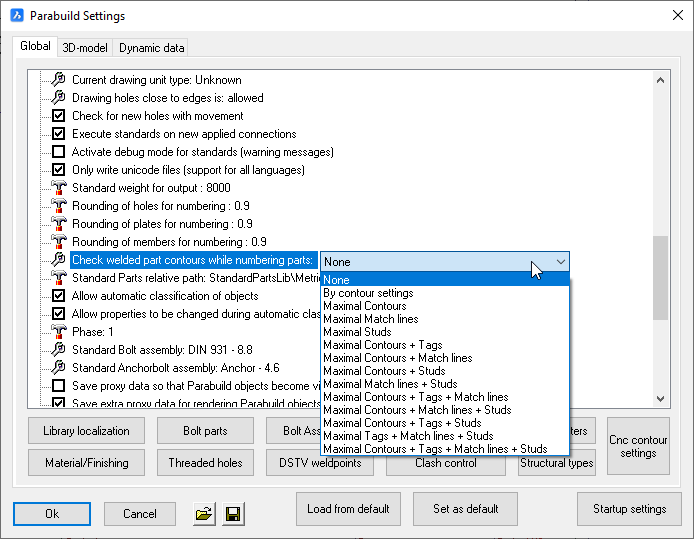 Parabuild Settings
Global
3D-model
Dynamic data
Current drawing unit type: Unknown
Drawing holes close to edges is: allowed
Check for new holes with movement
Execute standards on new applied connections
Activate debug mode for standards (warning messages)
Only write unicode files (support for all languages)
Standard weight for output : 8000
Rounding of holes for numbering : 0.9
Rounding of plates for numbering : 0.9
Rounding of members for numbering : 0.9
Check welded part contours while numbering parts:
None
Standard Parts relative path: StandardPartsLib\Metric
Allow automatic classification of objects
Allow properties to be changed during automatic clas
Phase: 1
Standard Bolt assembly: DIN 931 - 8.8
Standard Anchorbolt assembly: Anchor - 4.6
Save proxy data so that Parabuild objects become vi
Save extra proxy data for rendering Parabuild objects
None
By contour settings
Maximal Contours
Maximal Match lines
Maximal Studs
Maximal Contours + Tags
Maximal Contours + Match lines
Maximal Contours + Studs
Maximal Match lines + Studs
Maximal Contours + Tags + Match lines
Maximal Contours + Match lines + Studs
Maximal Contours + Tags + Studs
Maximal Tags + Match lines + Studs
Maximal Contours + Tags + Match lines + Studs
Library localization
Bolt parts
Bolt Ass
ters
Cnc contour
settings
Material/Finishing
Threaded holes
DSTV weldpoints
Clash control
Structural types
Ok
Cancel
Load from default
Set as default
Startup settings